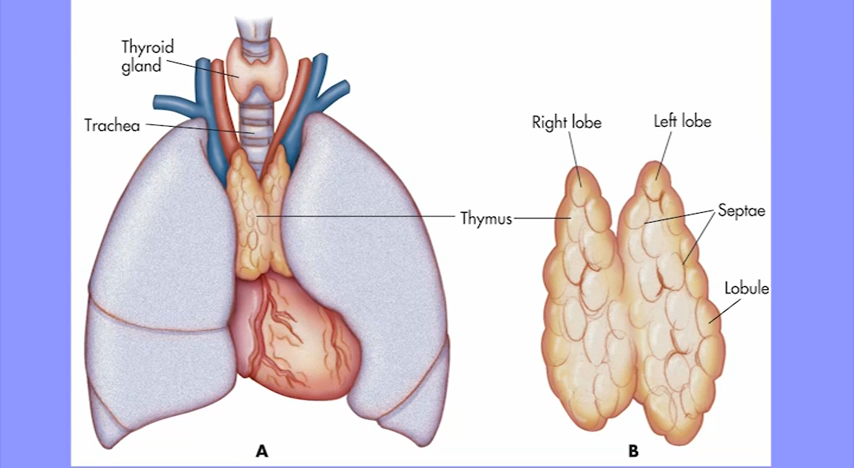 Thyroid
gland
Trachea
Right lobe
Left lobe
Thymus
Septae
Lobule
A
B